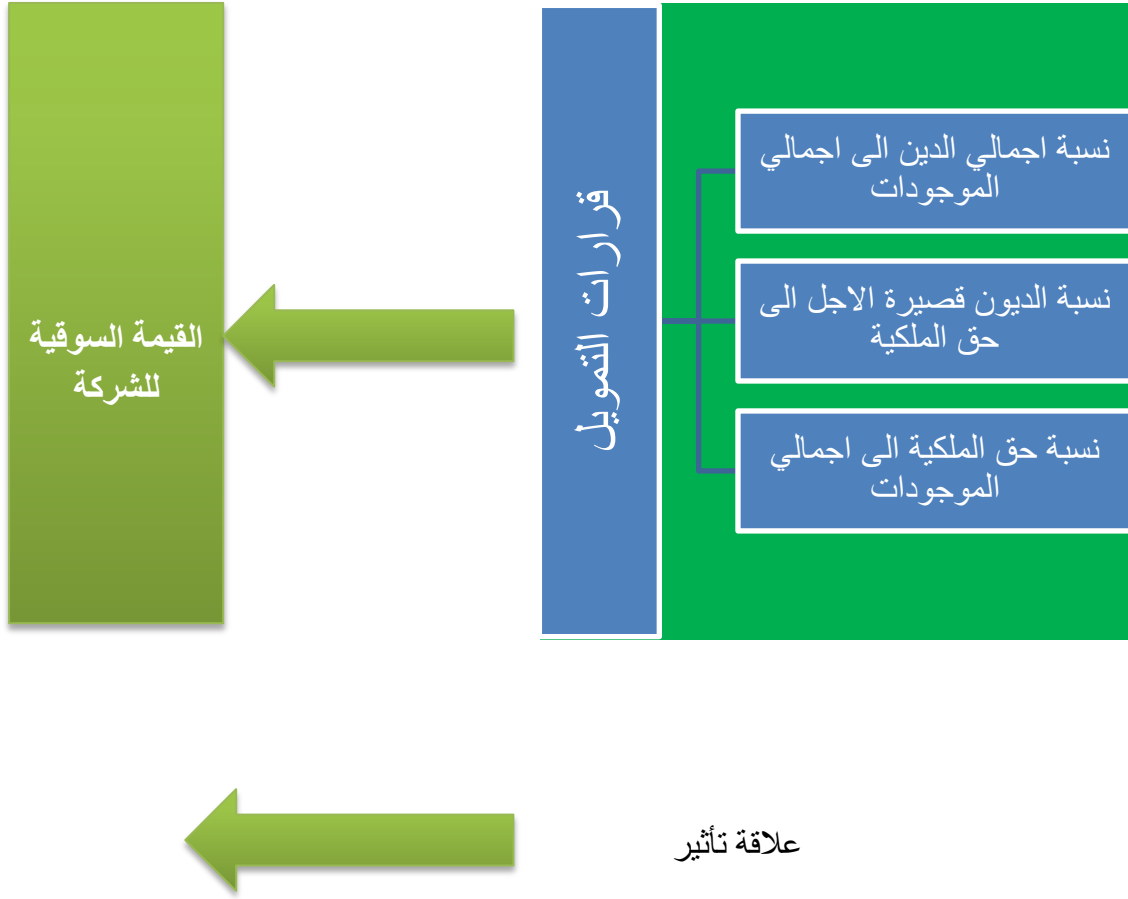 نسبة اجمالي الدين الى اجمالي
الموجودات
نسبة الديون قصيرة الاجل الى
حق الملكية
نسبة حق الملكية الى اجمالي
الموجودات
قرارات التمويل
القيمة السوقية
للشركة
علاقة تأثير